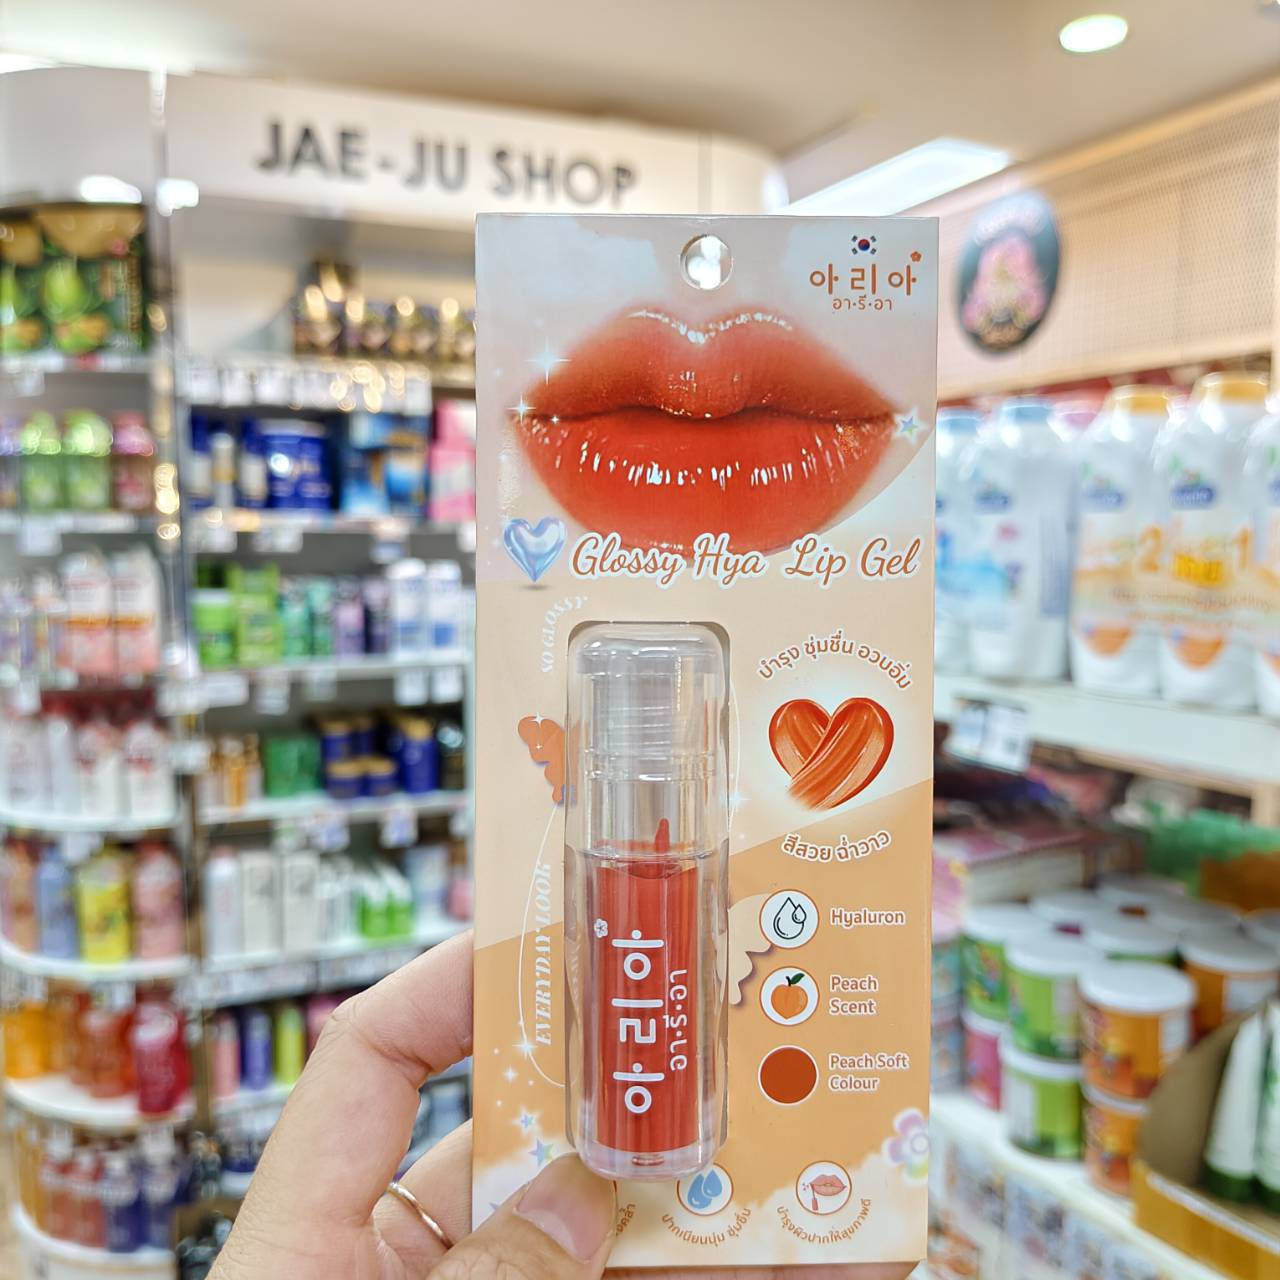 JAE-JU SHOP
아리아
อา•รี•อา
Glossy Hya Lip Gel
SO GLOSSY
บำรุง ชุ่มชื่น อวบอิ่ม
สีสวย ฉ่ำวาว
EVERYDAY LOOK
아리아
อา•รี•อา
Hyaluron
Peach
Scent
Peach Soft
Colour
ปากเนียนนุ่ม ชุ่มชื้น
บำรุงผิวปากให้สุขภาพดี